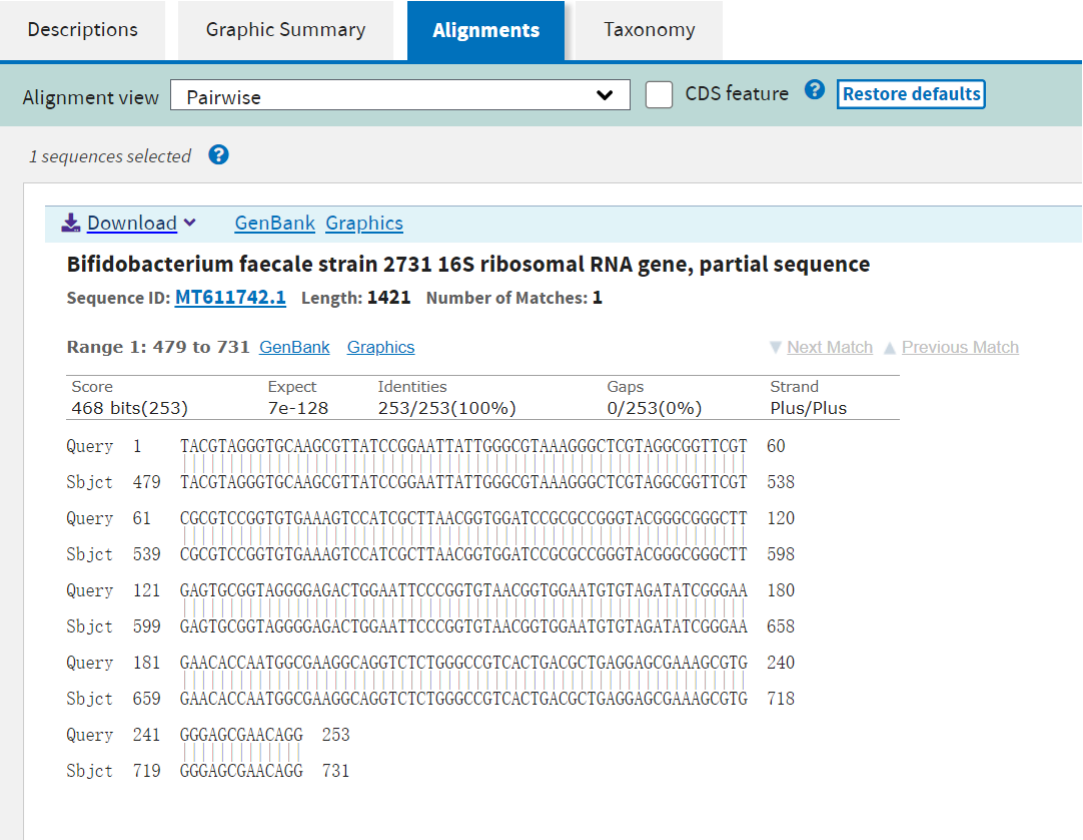 Descriptions Graphic Summary Alignments Taxonomy
Alignment view Pairwise CDS feature ? Restore defaults
1 sequences selected ?
Download GenBank Graphics
Bifidobacterium faecale strain 2731 16S ribosomal RNA gene, partial sequence
Sequence ID: MT611742.1 Length: 1421 Number of Matches: 1
Range 1: 479 to 731 GenBank Graphics ▼ Next Match ▲ Previous Match
Score Expect Identities Gaps Strand
468 bits(253) 7e-128 253/253(100%) 0/253(0%) Plus/Plus
Query 1 TACGTAGGGTGCAAGCGTTATCCGGAATTATTGGGCGTAAAGGGCTCGTAGGCGGTTCGT 60
Sbjct 479 TACGTAGGGTGCAAGCGTTATCCGGAATTATTGGGCGTAAAGGGCTCGTAGGCGGTTCGT 538
Query 61 CGCGTCCGGTGTGAAAGTCCATCGCTTAACGGTGGATCCGCGCCGGGTACGGGCGGGCTT 120
Sbjct 539 CGCGTCCGGTGTGAAAGTCCATCGCTTAACGGTGGATCCGCGCCGGGTACGGGCGGGCTT 598
Query 121 GAGTGCGGTAGGGGAGACTGGAATTCCCGGTGTAACGGTGGAATGTGTAGATATCGGGAA 180
Sbjct 599 GAGTGCGGTAGGGGAGACTGGAATTCCCGGTGTAACGGTGGAATGTGTAGATATCGGGAA 658
Query 181 GAACACCAATGGCGAAGGCAGGTCTCTGGGCCGTCACTGACGCTGAGGAGCGAAAGCGTG 240
Sbjct 659 GAACACCAATGGCGAAGGCAGGTCTCTGGGCCGTCACTGACGCTGAGGAGCGAAAGCGTG 718
Query 241 GGGAGCGAACAGG 253
Sbjct 719 GGGAGCGAACAGG 731